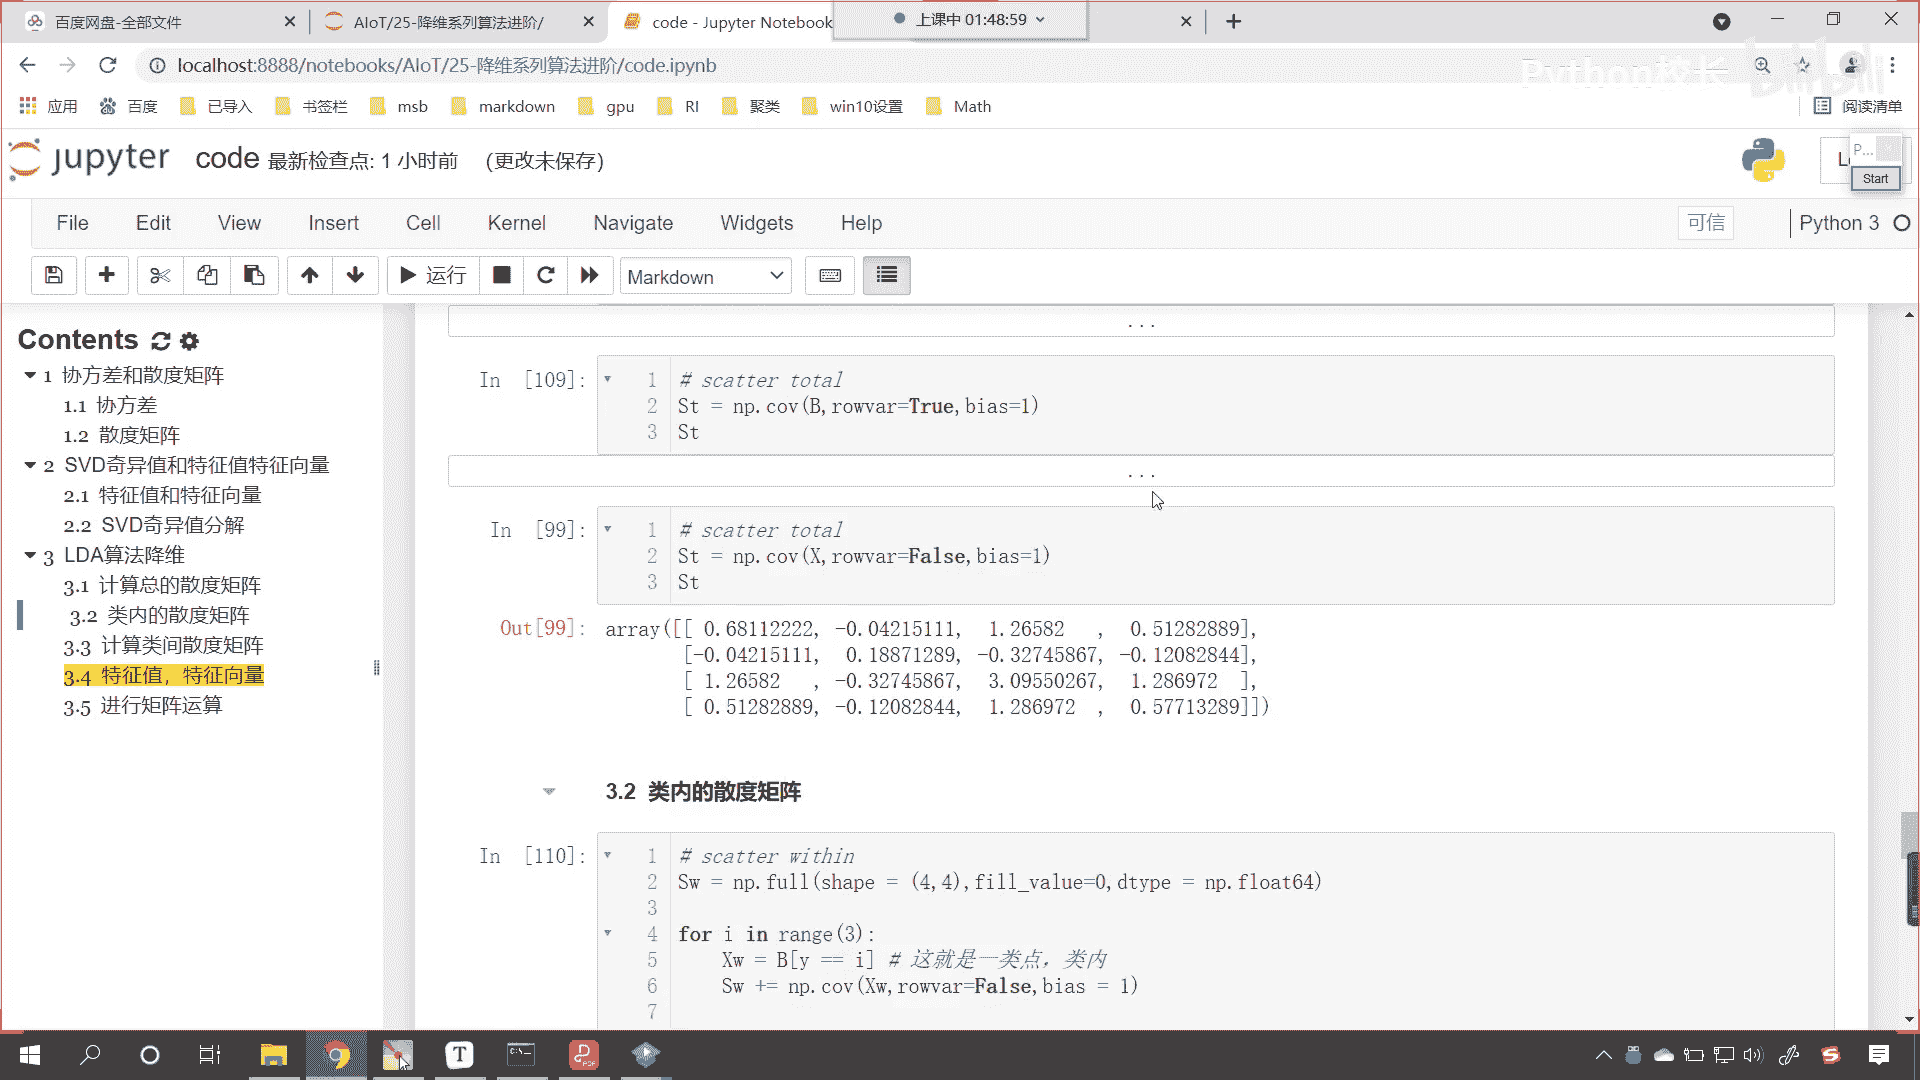 百度网盘-全部文件
AIoT/25-降维系列算法进阶/
code - Jupyter Notebook
上课中 01:48:59
localhost:8888/notebooks/AIoT/25-降维系列算法进阶/code.ipynb
Python校长
bilibili
应用 百度 已导入 书签栏 msb markdown gpu RI 聚类 win10设置 Math 阅读清单
jupyter code 最新检查点: 1 小时前 (更改未保存)
P...
Start
File Edit View Insert Cell Kernel Navigate Widgets Help 可信 Python 3
运行 Markdown
Contents
1 协方差和散度矩阵
1.1 协方差
1.2 散度矩阵
2 SVD奇异值和特征值特征向量
2.1 特征值和特征向量
2.2 SVD奇异值分解
3 LDA算法降维
3.1 计算总的散度矩阵
3.2 类内的散度矩阵
3.3 计算类间散度矩阵
3.4 特征值，特征向量
3.5 进行矩阵运算
...
In [109]:
1 # scatter total
2 St = np.cov(B,rowvar=True,bias=1)
3 St
...
In [99]:
1 # scatter total
2 St = np.cov(X,rowvar=False,bias=1)
3 St
Out[99]: array([[ 0.68112222, -0.04215111, 1.26582 , 0.51282889],
[-0.04215111, 0.18871289, -0.32745867, -0.12082844],
[ 1.26582 , -0.32745867, 3.09550267, 1.286972 ],
[ 0.51282889, -0.12082844, 1.286972 , 0.57713289]])
3.2 类内的散度矩阵
In [110]:
1 # scatter within
2 Sw = np.full(shape = (4,4),fill_value=0,dtype = np.float64)
3
4 for i in range(3):
5 Xw = B[y == i] # 这就是一类点，类内
6 Sw += np.cov(Xw,rowvar=False,bias = 1)
7